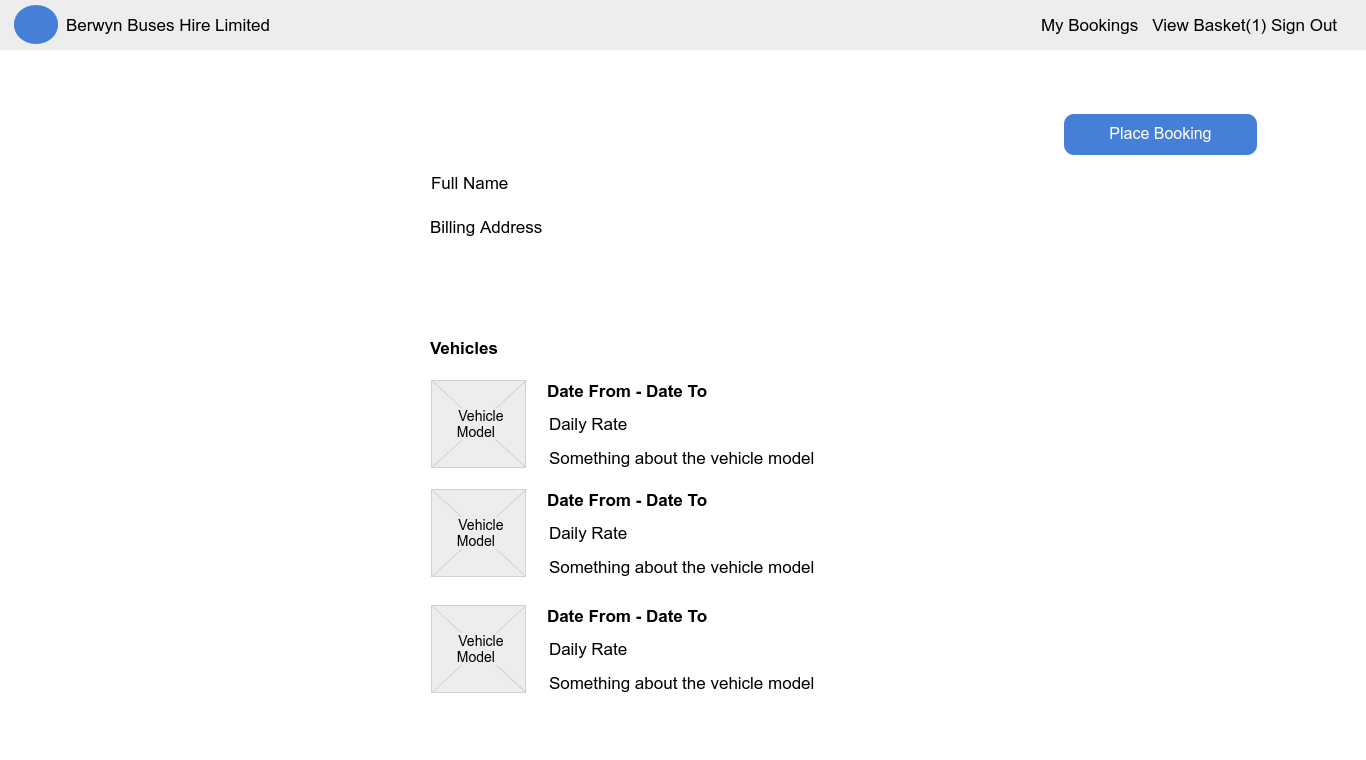 Berwyn Buses Hire Limited
My Bookings View Basket(1) Sign Out
Place Booking
Full Name
Billing Address
Vehicles
Vehicle
Model
Date From - Date To
Daily Rate
Something about the vehicle model
Vehicle
Model
Date From - Date To
Daily Rate
Something about the vehicle model
Vehicle
Model
Date From - Date To
Daily Rate
Something about the vehicle model